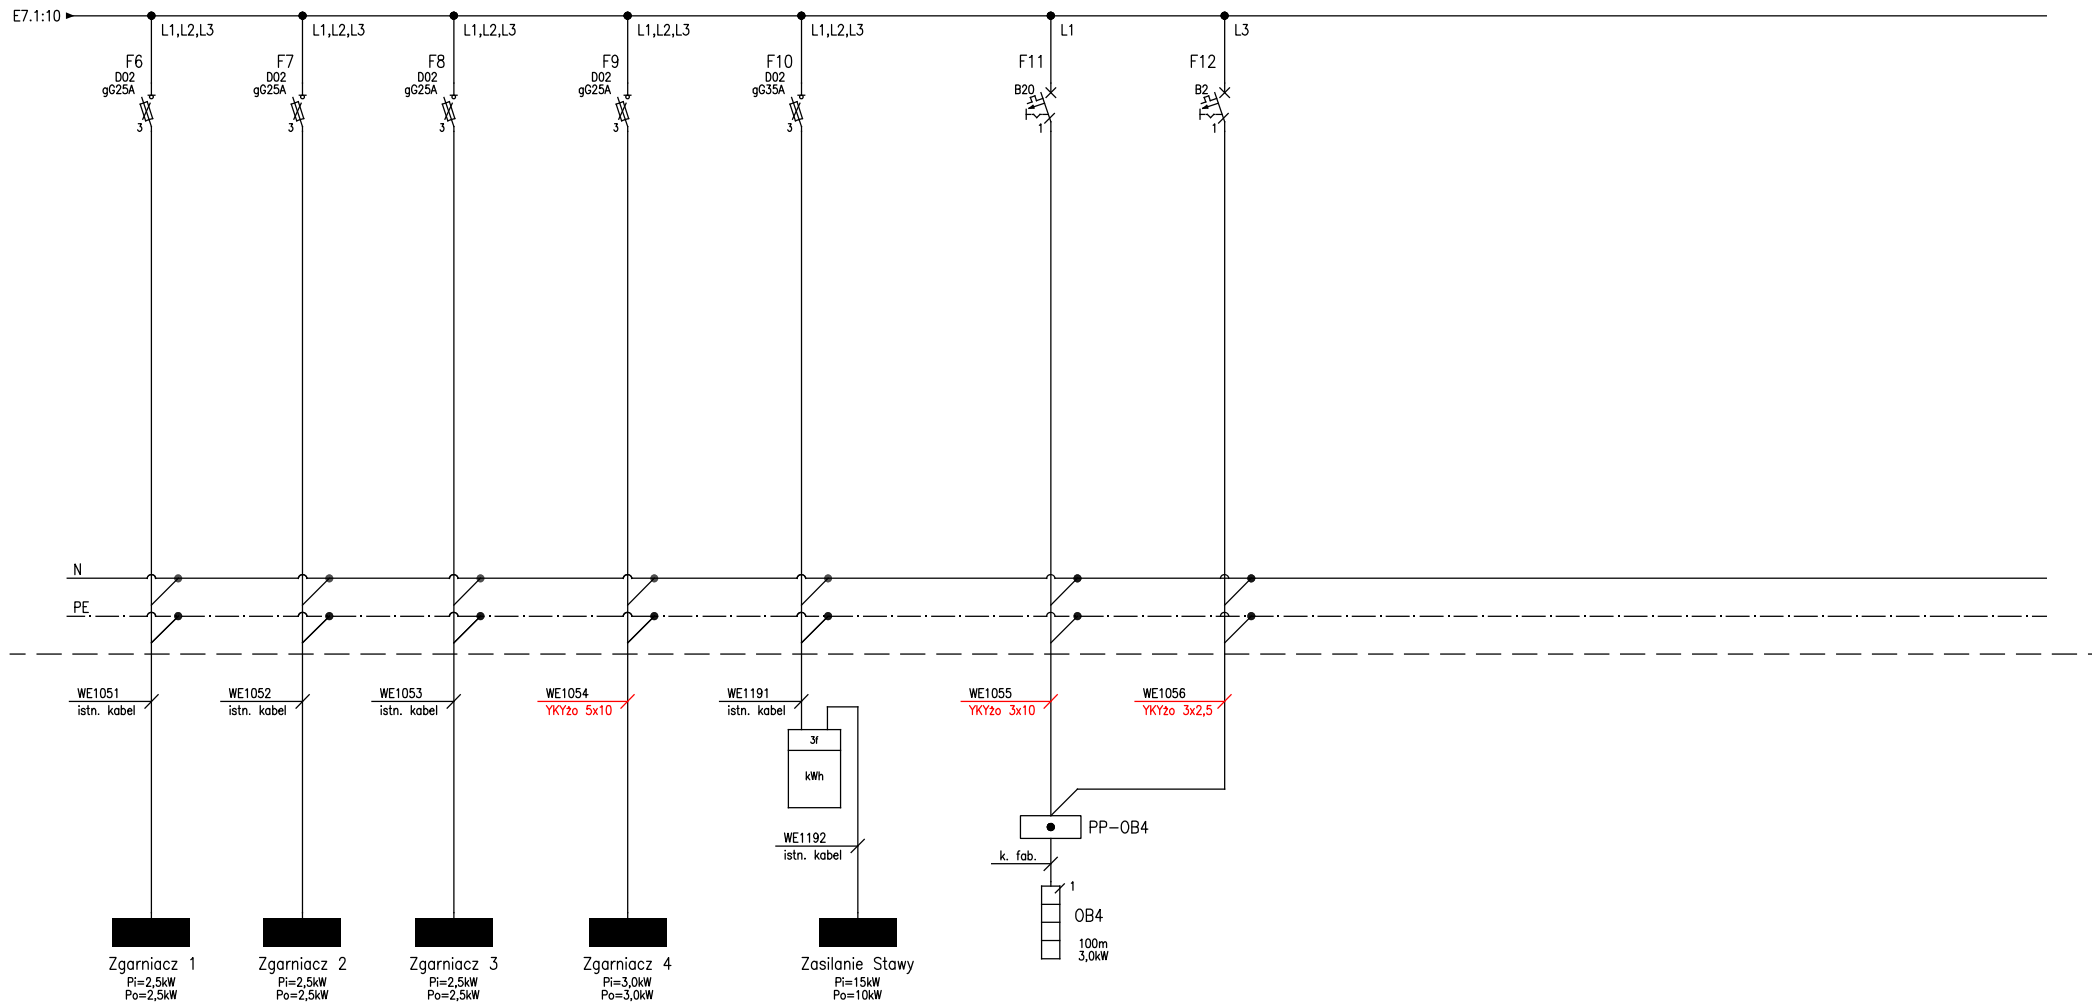 E7.1:10
L1,L2,L3
L1,L2,L3
L1,L2,L3
L1,L2,L3
L1,L2,L3
L1
L3
F6
D02
gG25A
3
F7
D02
gG25A
3
F8
D02
gG25A
3
F9
D02
gG25A
3
F10
D02
gG35A
3
F11
B20
1
F12
B2
1
N
PE
WE1051
istn. kabel
WE1052
istn. kabel
WE1053
istn. kabel
WE1054
YKYżo 5x10
WE1191
istn. kabel
WE1055
YKYżo 3x10
WE1056
YKYżo 3x2,5
3f
kWh
WE1192
istn. kabel
PP-OB4
k. fab.
1
OB4
100m
3,0kW
Zgarniacz 1
Pi=2,5kW
Po=2,5kW
Zgarniacz 2
Pi=2,5kW
Po=2,5kW
Zgarniacz 3
Pi=2,5kW
Po=2,5kW
Zgarniacz 4
Pi=3,0kW
Po=3,0kW
Zasilanie Stawy
Pi=15kW
Po=10kW